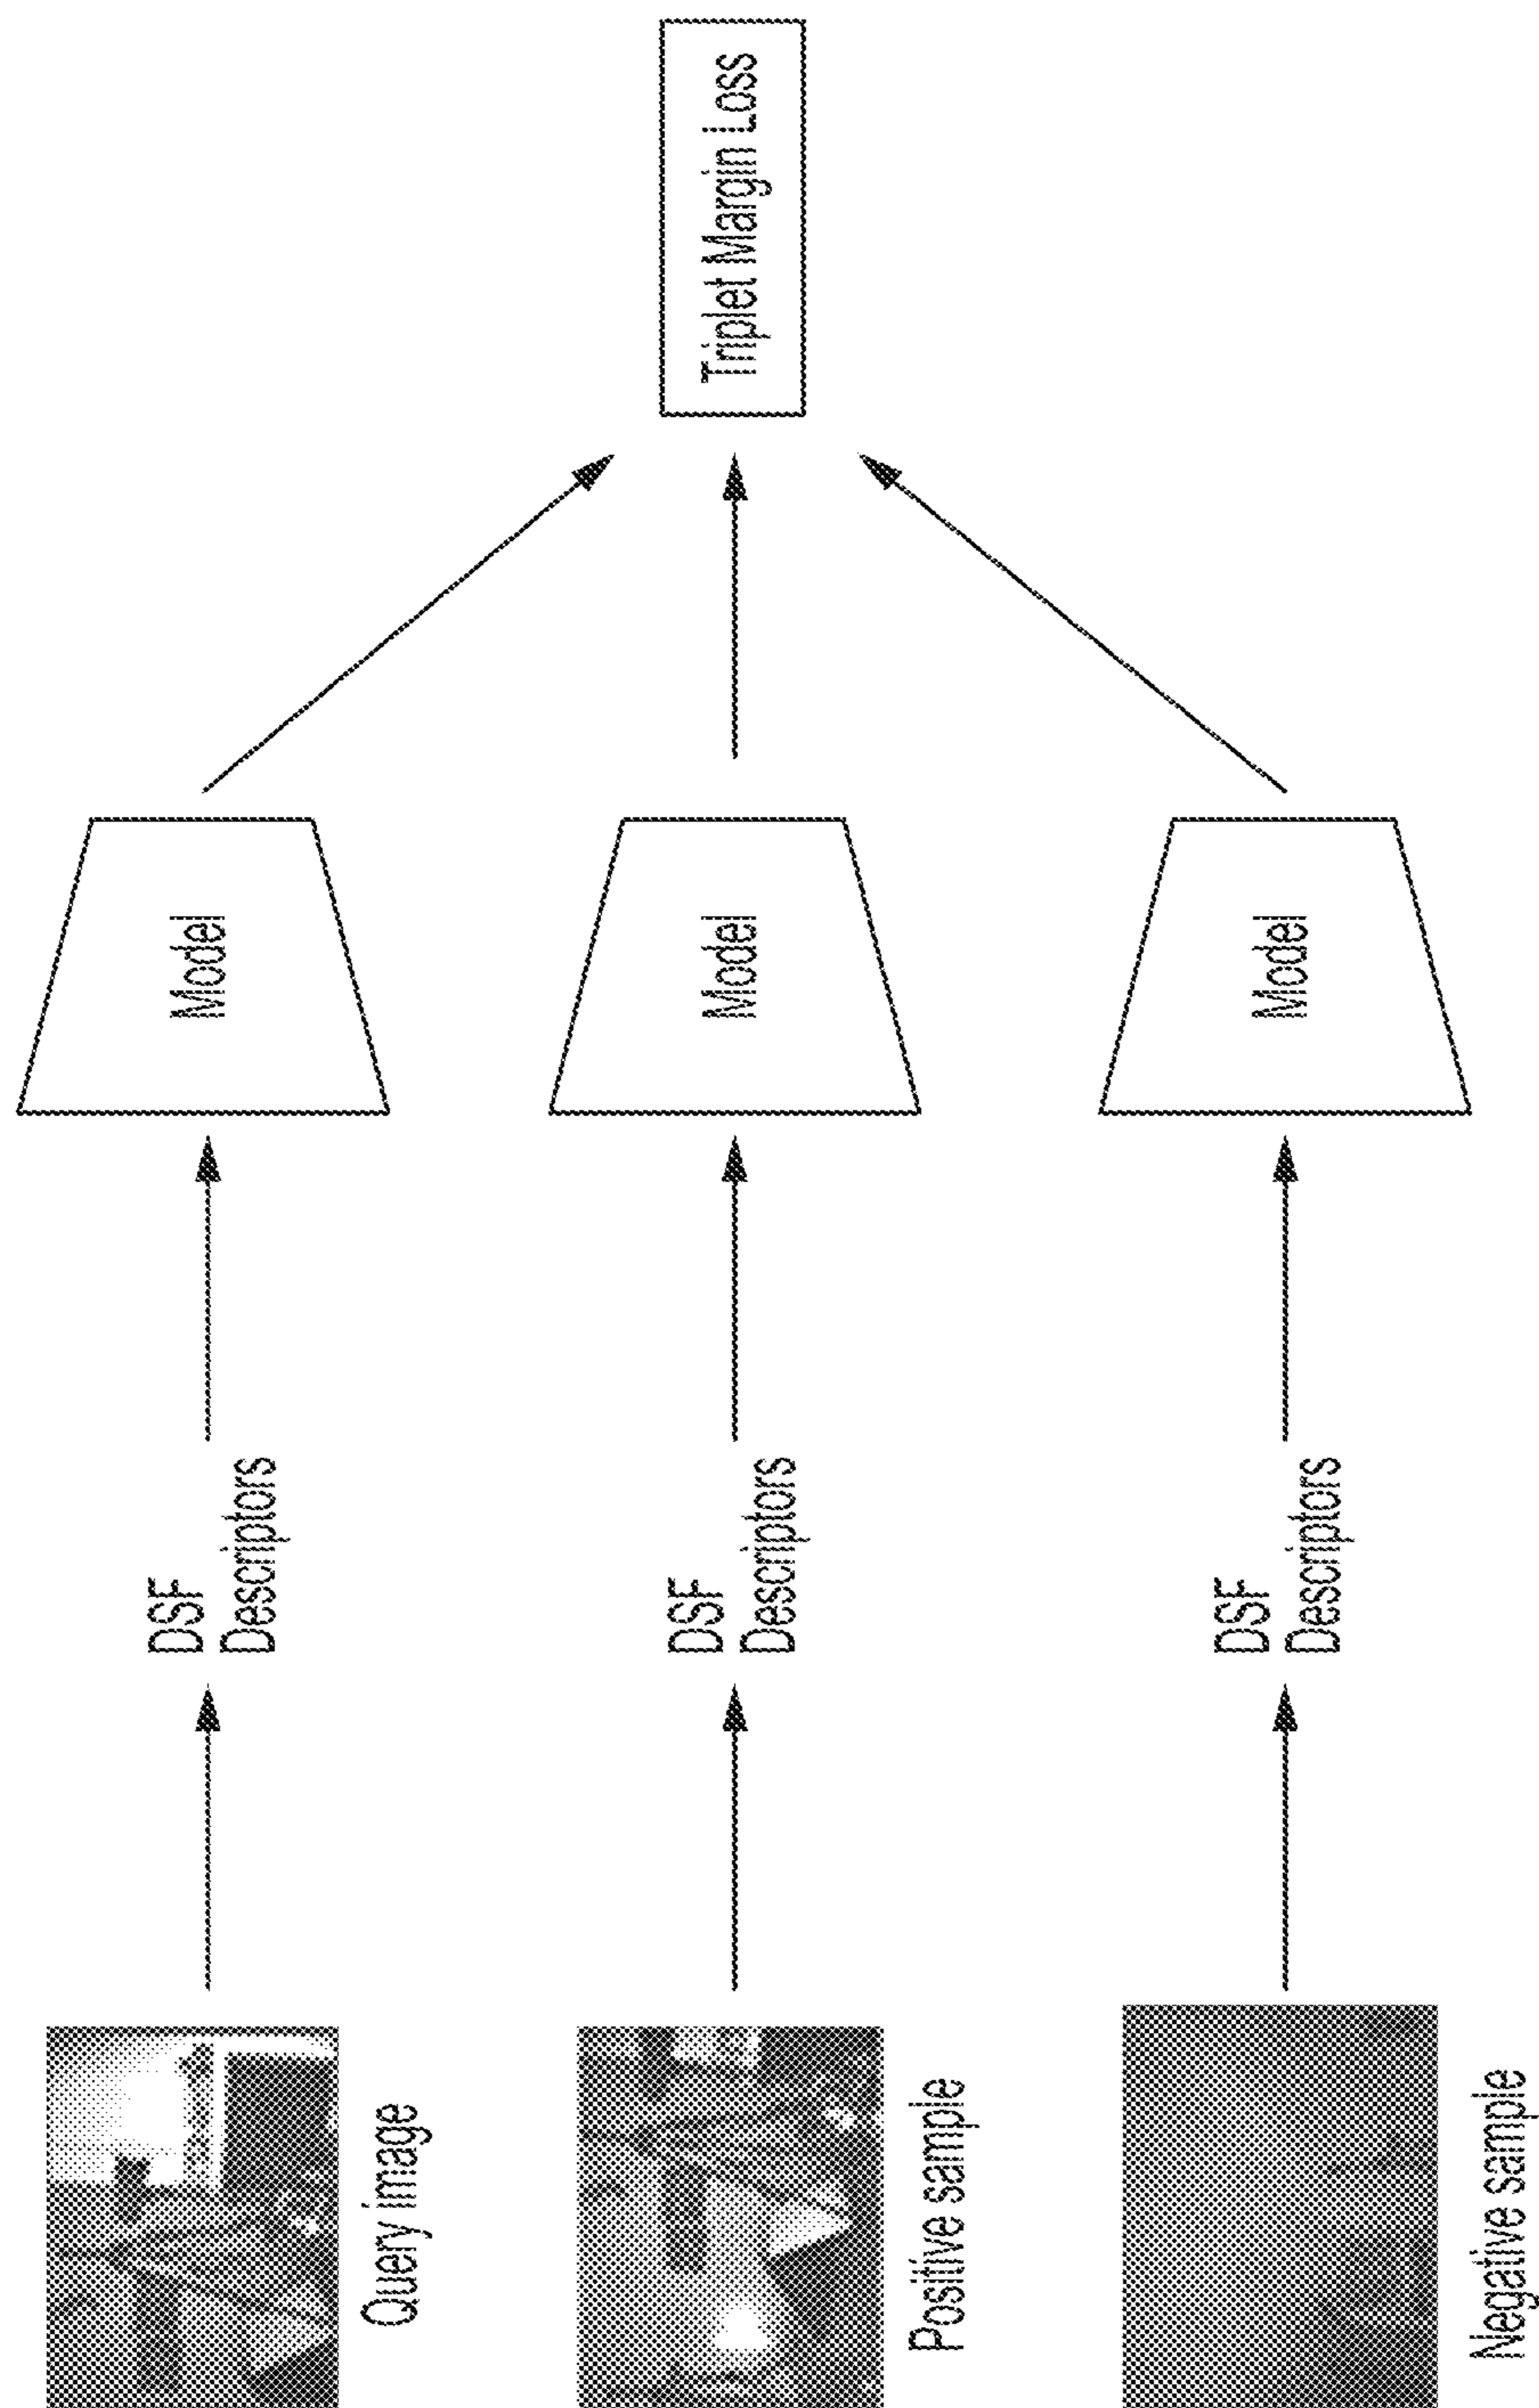 Query image
DSF
Descriptors
Model
Positive sample
DSF
Descriptors
Model
Triplet Margin Loss
Negative sample
DSF
Descriptors
Model